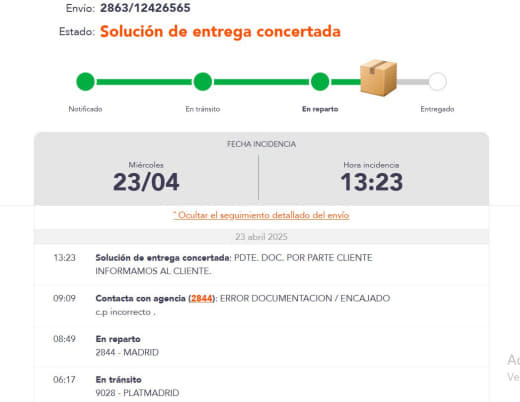 Envío: 2863/12426565
Estado: Solución de entrega concertada
Notificado En tránsito En reparto Entregado
FECHA INCIDENCIA
Miércoles
23/04
Hora incidencia
13:23
ˆ Ocultar el seguimiento detallado del envío
23 abril 2025
13:23 Solución de entrega concertada: PDTE. DOC. POR PARTE CLIENTE
INFORMAMOS AL CLIENTE.
09:09 Contacta con agencia (2844): ERROR DOCUMENTACION / ENCAJADO
c.p incorrecto .
08:49 En reparto
2844 - MADRID
06:17 En tránsito
9028 - PLATMADRID